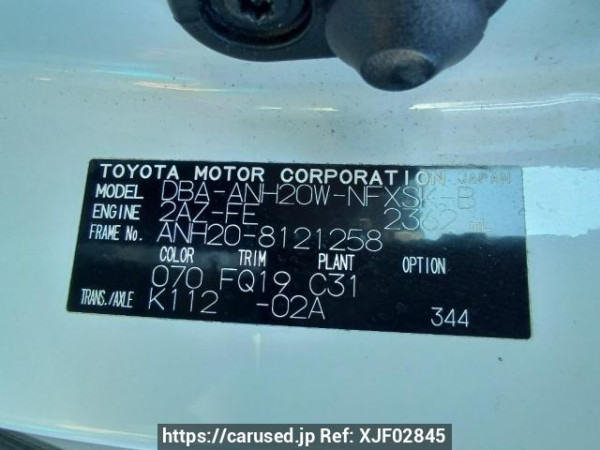 TOYOTA MOTOR CORPORATION JAPAN
MODEL DBA-ANH20W-NFXSK-B
ENGINE 2AZ-FE 2362 mL
FRAME No. ANH20-8121258
COLOR TRIM PLANT OPTION
070 FQ19 C31
TRANS./AXLE K112 -02A
344
https://carused.jp Ref: XJF02845